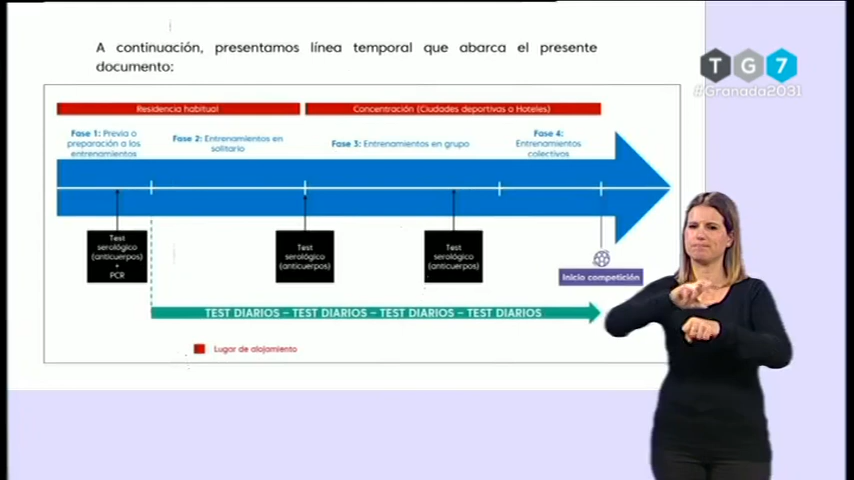 A continuación, presentamos línea temporal que abarca el presente
documento:
TG7
#Granada2031
Residencia habitual
Concentración (Ciudades deportivas o Hoteles)
Fase 1: Previa o
preparación a los
entrenamientos
Fase 2: Entrenamientos en
solitario
Fase 3: Entrenamientos en grupo
Fase 4:
Entrenamientos
colectivos
Test
serológico
(anticuerpos)
+
PCR
Test
serológico
(anticuerpos)
Test
serológico
(anticuerpos)
Inicio competición
TEST DIARIOS – TEST DIARIOS – TEST DIARIOS – TEST DIARIOS
Lugar de alojamiento